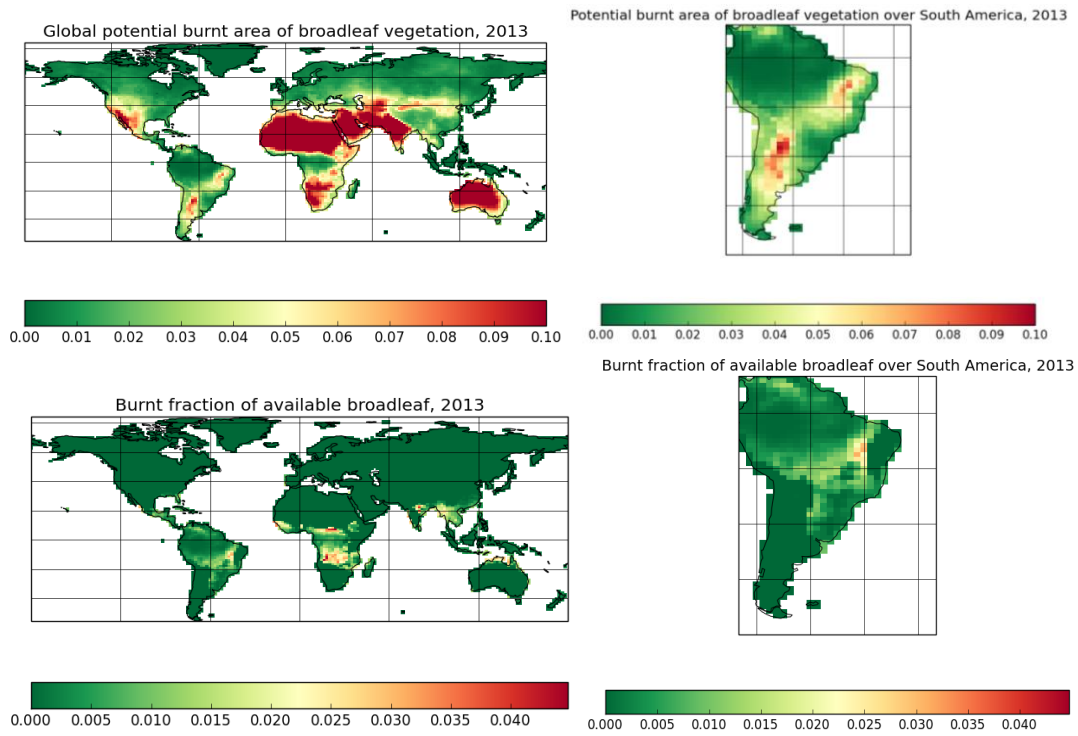 Global potential burnt area of broadleaf vegetation, 2013
Potential burnt area of broadleaf vegetation over South America, 2013
0.00 0.01 0.02 0.03 0.04 0.05 0.06 0.07 0.08 0.09 0.10
0.00 0.01 0.02 0.03 0.04 0.05 0.06 0.07 0.08 0.09 0.10
Burnt fraction of available broadleaf, 2013
Burnt fraction of available broadleaf over South America, 2013
0.000 0.005 0.010 0.015 0.020 0.025 0.030 0.035 0.040
0.000 0.005 0.010 0.015 0.020 0.025 0.030 0.035 0.040